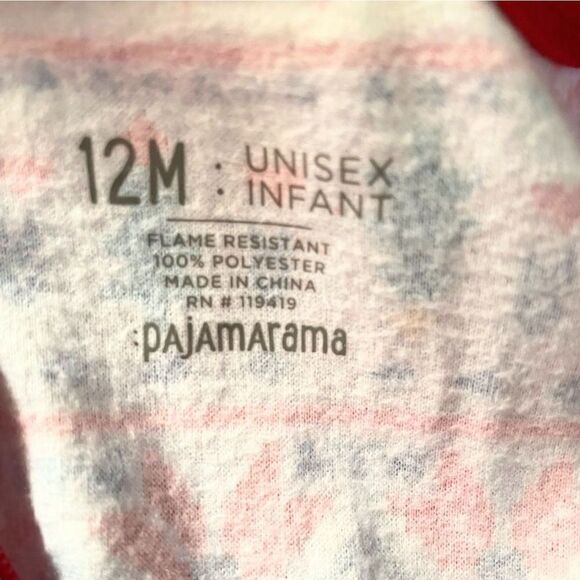 12M : UNISEX
INFANT
FLAME RESISTANT
100% POLYESTER
MADE IN CHINA
RN # 119419
:pajamarama